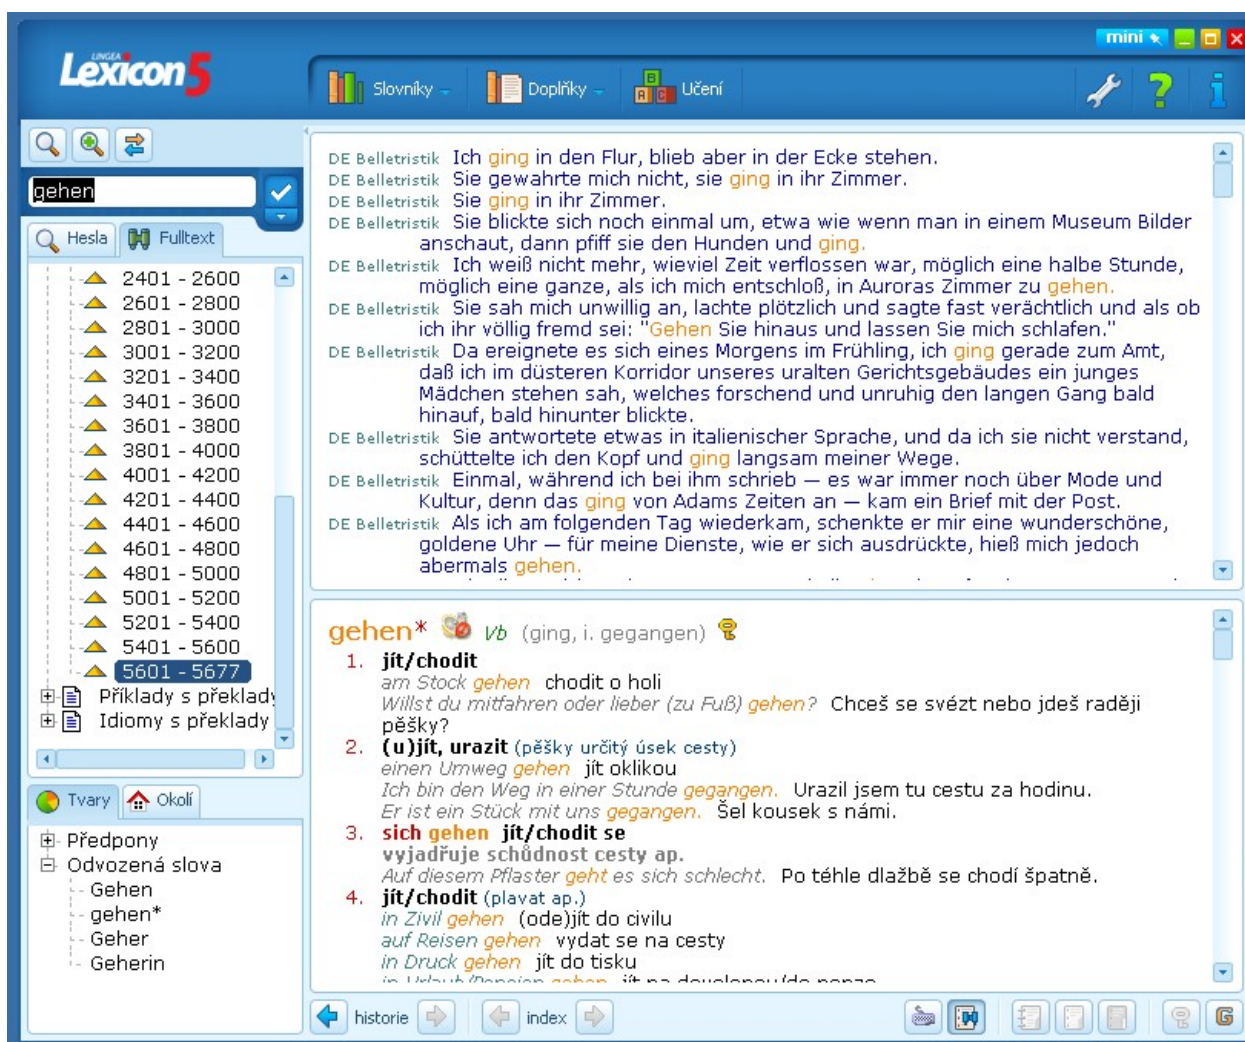 mini
LINGEA
Lexicon5
Slovníky
Doplňky
Učení
gehen
Hesla
Fulltext
2401 - 2600
2601 - 2800
2801 - 3000
3001 - 3200
3201 - 3400
3401 - 3600
3601 - 3800
3801 - 4000
4001 - 4200
4201 - 4400
4401 - 4600
4601 - 4800
4801 - 5000
5001 - 5200
5201 - 5400
5401 - 5600
5601 - 5677
Příklady s překlady
Idiomy s překlady
Tvary
Okolí
Předpony
Odvozená slova
Gehen
gehen*
Geher
Geherin
DE Belletristik Ich ging in den Flur, blieb aber in der Ecke stehen.
DE Belletristik Sie gewahrte mich nicht, sie ging in ihr Zimmer.
DE Belletristik Sie ging in ihr Zimmer.
DE Belletristik Sie blickte sich noch einmal um, etwa wie wenn man in einem Museum Bilder
anschaut, dann pfiff sie den Hunden und ging.
DE Belletristik Ich weiß nicht mehr, wieviel Zeit verflossen war, möglich eine halbe Stunde,
möglich eine ganze, als ich mich entschloß, in Auroras Zimmer zu gehen.
DE Belletristik Sie sah mich unwillig an, lachte plötzlich und sagte fast verächtlich und als ob
ich ihr völlig fremd sei: "Gehen Sie hinaus und lassen Sie mich schlafen."
DE Belletristik Da ereignete es sich eines Morgens im Frühling, ich ging gerade zum Amt,
daß ich im düsteren Korridor unseres uralten Gerichtsgebäudes ein junges
Mädchen stehen sah, welches forschend und unruhig den langen Gang bald
hinauf, bald hinunter blickte.
DE Belletristik Sie antwortete etwas in italienischer Sprache, und da ich sie nicht verstand,
schüttelte ich den Kopf und ging langsam meiner Wege.
DE Belletristik Einmal, während ich bei ihm schrieb — es war immer noch über Mode und
Kultur, denn das ging von Adams Zeiten an — kam ein Brief mit der Post.
DE Belletristik Als ich am folgenden Tag wiederkam, schenkte er mir eine wunderschöne,
goldene Uhr — für meine Dienste, wie er sich ausdrückte, hieß mich jedoch
abermals gehen.
gehen* Vb (ging, i. gegangen)
1. jít/chodit
am Stock gehen chodit o holi
Willst du mitfahren oder lieber (zu Fuß) gehen? Chceš se svézt nebo jdeš raději
pěšky?
2. (u)jít, urazit (pěšky určitý úsek cesty)
einen Umweg gehen jít oklikou
Ich bin den Weg in einer Stunde gegangen. Urazil jsem tu cestu za hodinu.
Er ist ein Stück mit uns gegangen. Šel kousek s námi.
3. sich gehen jít/chodit se
vyjadřuje schůdnost cesty ap.
Auf diesem Pflaster geht es sich schlecht. Po téhle dlažbě se chodí špatně.
4. jít/chodit (plavat ap.)
in Zivil gehen (ode)jít do civilu
auf Reisen gehen vydat se na cesty
in Druck gehen jít do tisku
historie
index
G